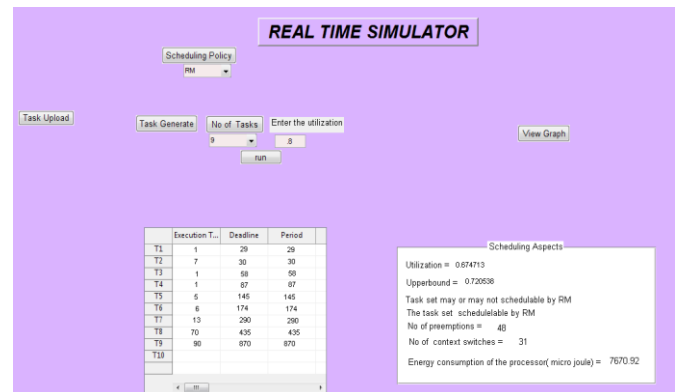 REAL TIME SIMULATOR
Scheduling Policy
RM
Task Upload
Task Generate No of Tasks Enter the utilization
9 .8
run
View Graph
Execution T... Deadline Period
T1 1 29 29
T2 7 30 30
T3 1 58 58
T4 1 87 87
T5 5 145 145
T6 6 174 174
T7 13 290 290
T8 70 435 435
T9 90 870 870
T10
Scheduling Aspects
Utilization = 0.674713
Upperbound = 0.720538
Task set may or may not schedulable by RM
The task set schedulelable by RM
No of preemptions = 48
No of context switches = 31
Energy consumption of the processor( micro joule) = 7670.92